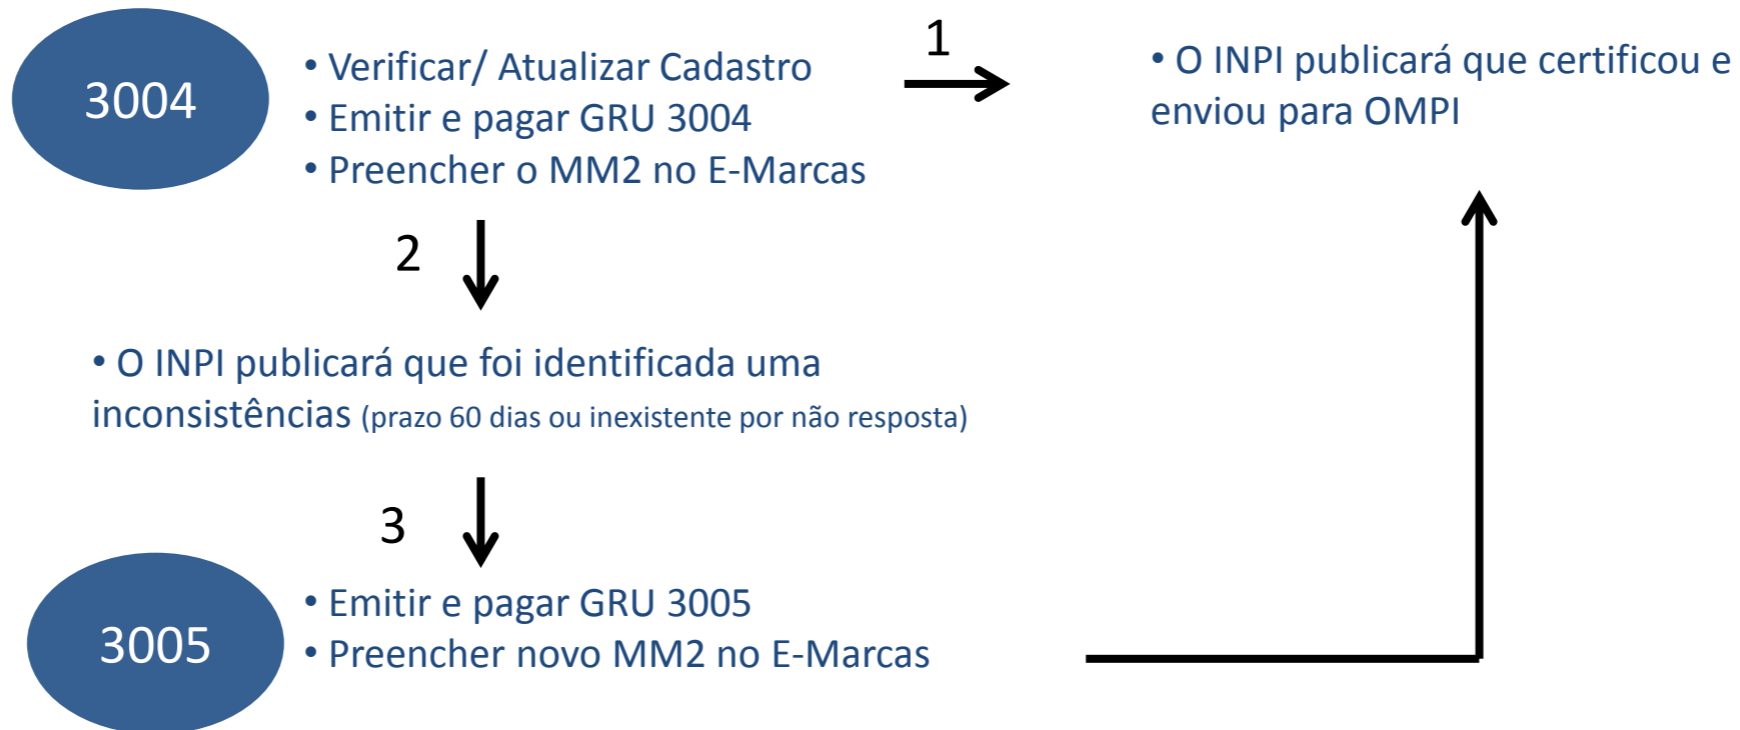 3004
• Verificar/ Atualizar Cadastro
• Emitir e pagar GRU 3004
• Preencher o MM2 no E-Marcas
1
• O INPI publicará que certificou e
enviou para OMPI
2
• O INPI publicará que foi identificada uma
inconsistências (prazo 60 dias ou inexistente por não resposta)
3
3005
• Emitir e pagar GRU 3005
• Preencher novo MM2 no E-Marcas